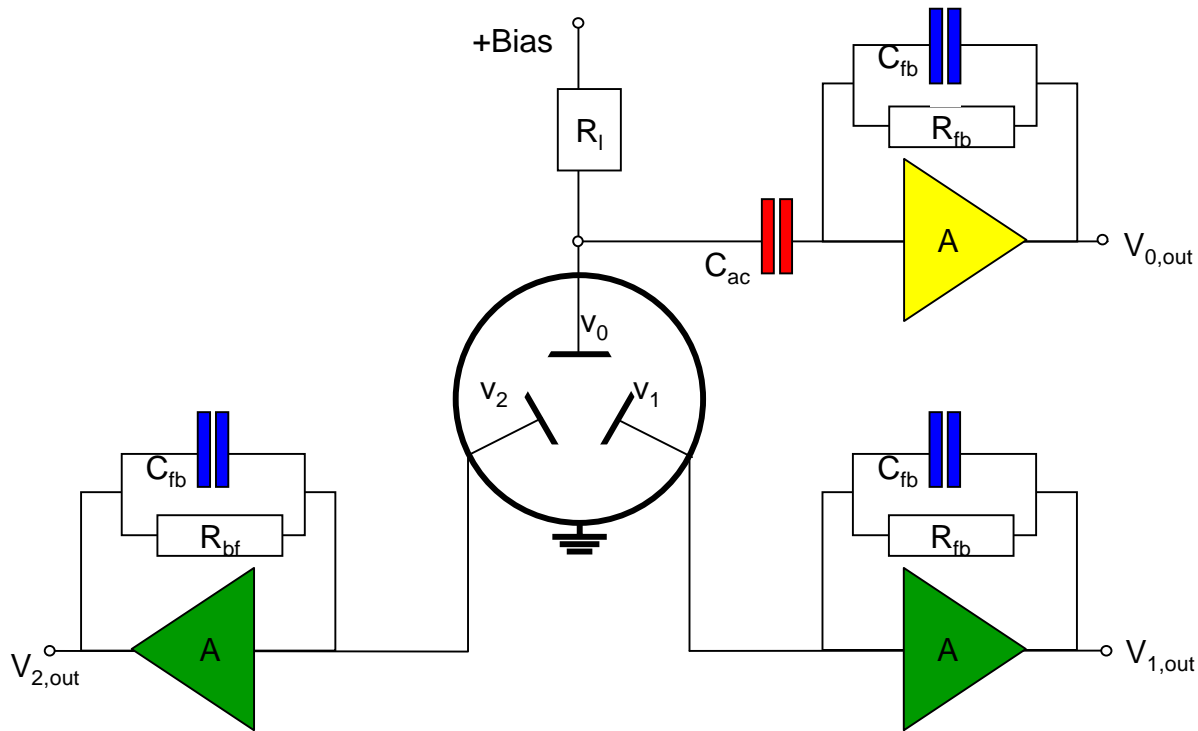 +Bias
C_fb
R_l
R_fb
A
C_ac
V_0,out
v_0
v_2
v_1
C_fb
R_bf
A
V_2,out
C_fb
R_fb
A
V_1,out